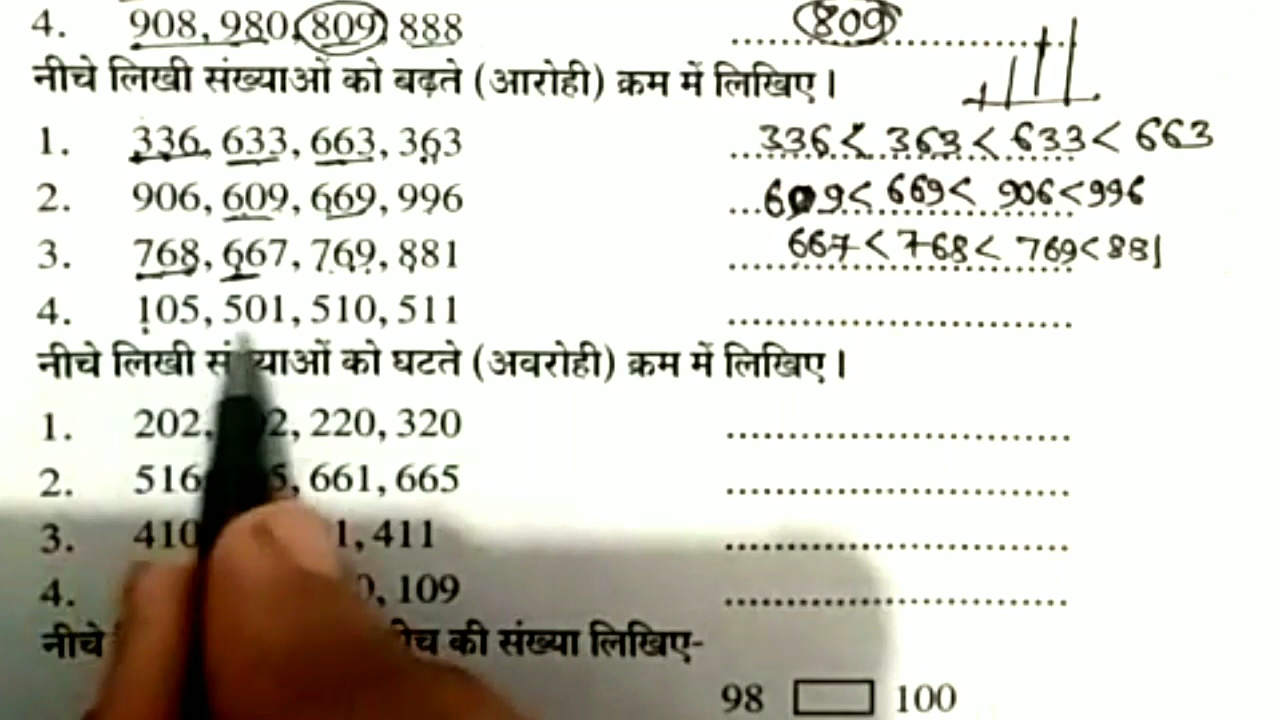 4. 908, 980, 809, 888 809
नीचे लिखी संख्याओं को बढ़ते (आरोही) क्रम में लिखिए।
1. 336, 633, 663, 363 336 < 363 < 633 < 663
2. 906, 609, 669, 996 609 < 669 < 906 < 996
3. 768, 667, 769, 881 667 < 768 < 769 < 881
4. 105, 501, 510, 511
नीचे लिखी संख्याओं को घटते (अवरोही) क्रम में लिखिए।
1. 202, 220, 320
2. 516 661, 665
3. 410 411
4. 109
नीचे की संख्या लिखिए-
98 100